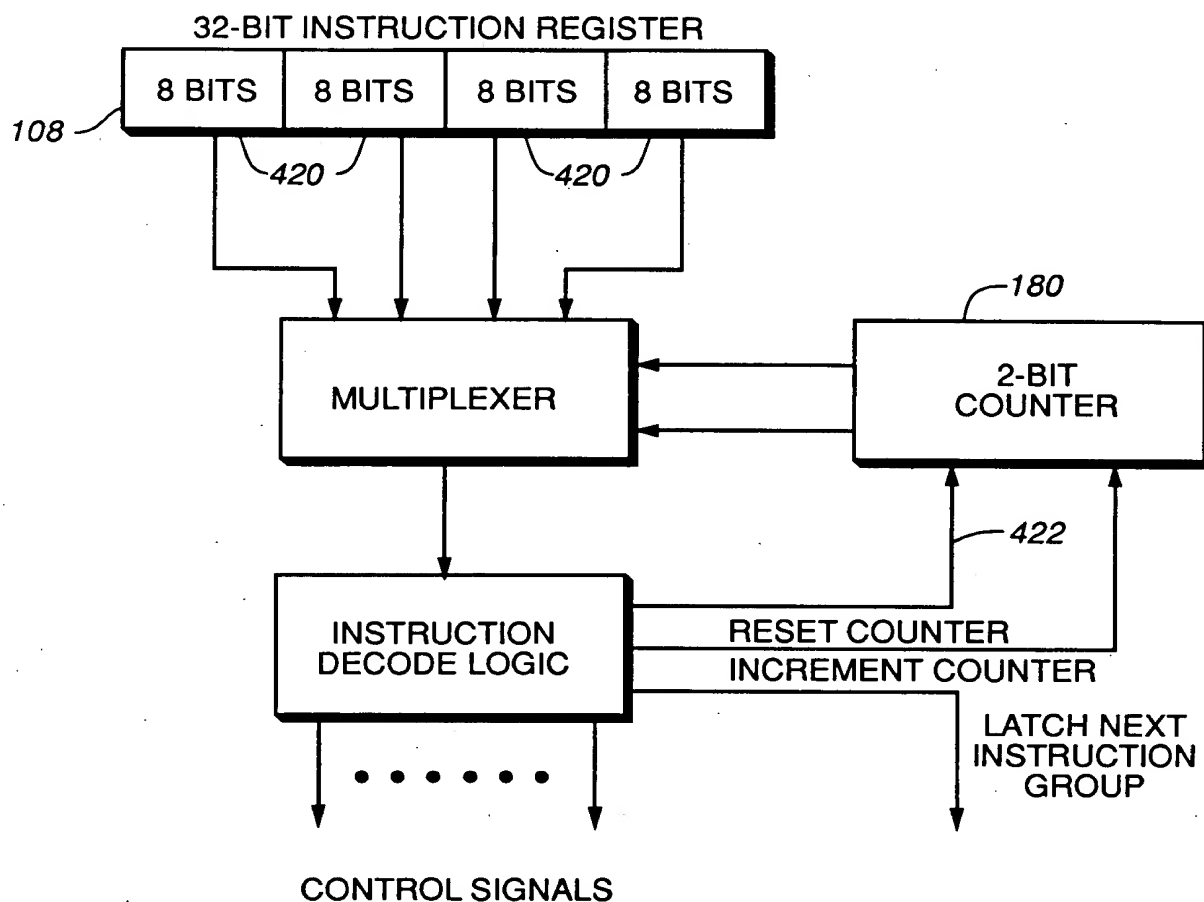 32-BIT INSTRUCTION REGISTER
8 BITS 8 BITS 8 BITS 8 BITS
108
420 420
180
MULTIPLEXER
2-BIT
COUNTER
422
INSTRUCTION
DECODE LOGIC
RESET COUNTER
INCREMENT COUNTER
LATCH NEXT
INSTRUCTION
GROUP
CONTROL SIGNALS